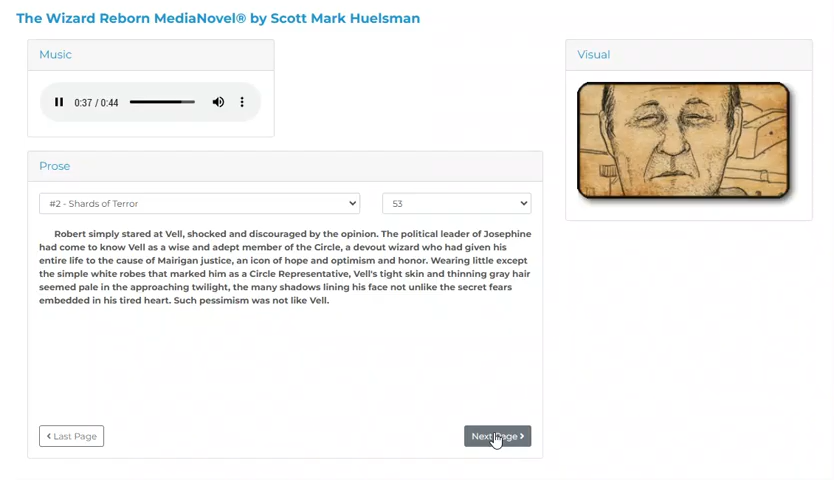 The Wizard Reborn MediaNovel® by Scott Mark Huelsman
Music
0:37 / 0:44
Visual
Prose
#2 - Shards of Terror
53
Robert simply stared at Vell, shocked and discouraged by the opinion. The political leader of Josephine
had come to know Vell as a wise and adept member of the Circle, a devout wizard who had given his
entire life to the cause of Mairigan justice, an icon of hope and optimism and honor. Wearing little except
the simple white robes that marked him as a Circle Representative, Vell's tight skin and thinning gray hair
seemed pale in the approaching twilight, the many shadows lining his face not unlike the secret fears
embedded in his tired heart. Such pessimism was not like Vell.
Last Page
Next Page